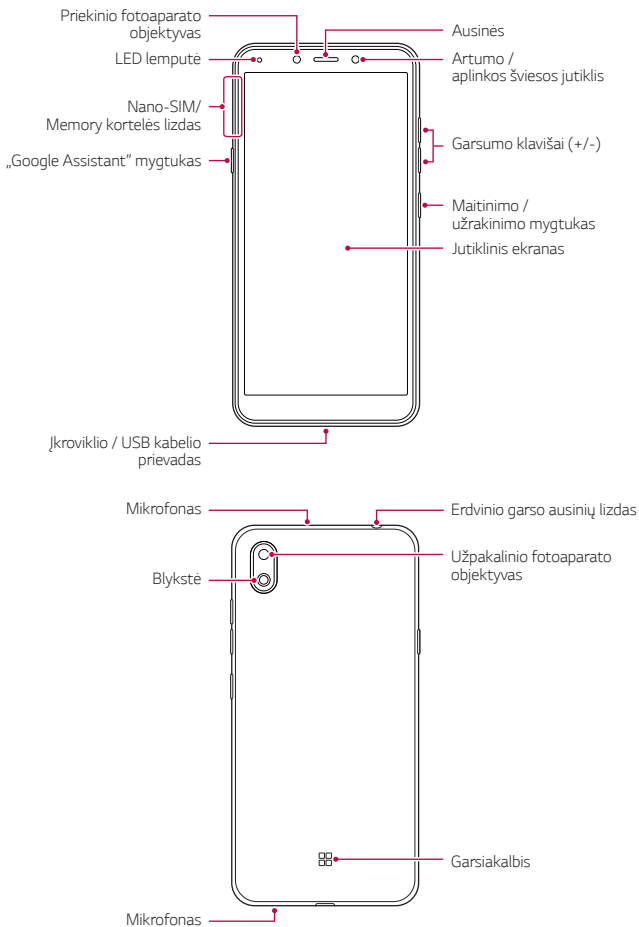 Priekinio fotoaparato
objektyvas
LED lemputė
Nano-SIM/
Memory kortelės lizdas
„Google Assistant” mygtukas
Ausinės
Artumo /
aplinkos šviesos jutiklis
Garsumo klavišai (+/-)
Maitinimo /
užrakinimo mygtukas
Jutiklinis ekranas
Įkroviklio / USB kabelio
prievadas
Mikrofonas
Erdvinio garso ausinių lizdas
Užpakalinio fotoaparato
objektyvas
Blykstė
Garsiakalbis
Mikrofonas